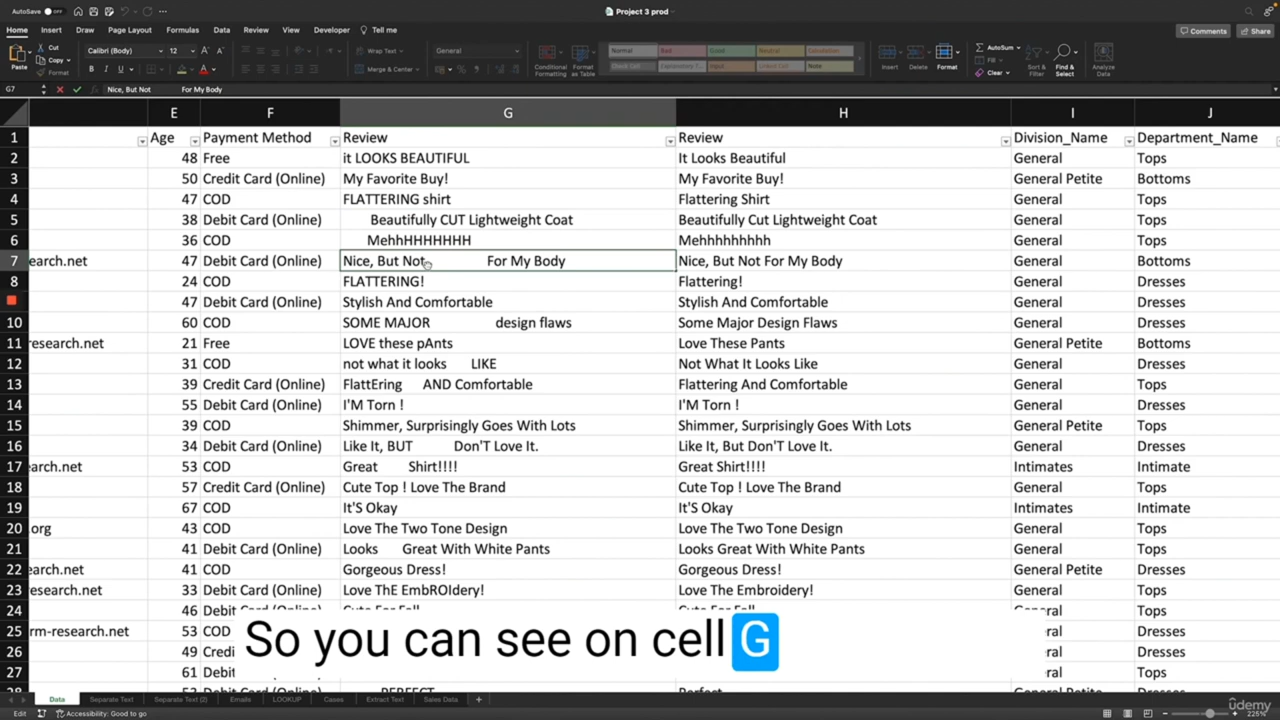 AutoSave OFF Project 3 prod
Home Insert Draw Page Layout Formulas Data Review View Developer Tell me Comments Share
Paste Cut Copy Format Calibri (Body) 12 Wrap Text Merge & Center General Conditional Formatting Format as Table Normal Bad Good Neutral Calculation Check Cell Explanatory T... Input Linked Cell Note Insert Delete Format AutoSum Fill Clear Sort & Filter Find & Select Analyze Data
G7 Nice, But Not For My Body
E F G H I J
1 Age Payment Method Review Review Division_Name Department_Name
2 48 Free it LOOKS BEAUTIFUL It Looks Beautiful General Tops
3 50 Credit Card (Online) My Favorite Buy! My Favorite Buy! General Petite Bottoms
4 47 COD FLATTERING shirt Flattering Shirt General Tops
5 38 Debit Card (Online) Beautifully CUT Lightweight Coat Beautifully Cut Lightweight Coat General Tops
6 36 COD MehhHHHHHHH Mehhhhhhhhh General Tops
7 earch.net 47 Debit Card (Online) Nice, But Not For My Body Nice, But Not For My Body General Bottoms
8 24 COD FLATTERING! Flattering! General Dresses
47 Debit Card (Online) Stylish And Comfortable Stylish And Comfortable General Dresses
10 60 COD SOME MAJOR design flaws Some Major Design Flaws General Dresses
11 research.net 21 Free LOVE these pAnts Love These Pants General Petite Bottoms
12 31 COD not what it looks LIKE Not What It Looks Like General Dresses
13 39 Credit Card (Online) FlattEring AND Comfortable Flattering And Comfortable General Tops
14 55 Debit Card (Online) I'M Torn ! I'M Torn ! General Dresses
15 39 COD Shimmer, Surprisingly Goes With Lots Shimmer, Surprisingly Goes With Lots General Petite Tops
16 34 Debit Card (Online) Like It, BUT Don'T Love It. Like It, But Don'T Love It. General Dresses
17 earch.net 53 COD Great Shirt!!!! Great Shirt!!!! Intimates Intimate
18 57 Credit Card (Online) Cute Top ! Love The Brand Cute Top ! Love The Brand General Tops
19 67 COD It'S Okay It'S Okay Intimates Intimate
20 .org 43 COD Love The Two Tone Design Love The Two Tone Design General Tops
21 41 Debit Card (Online) Looks Great With White Pants Looks Great With White Pants General Tops
22 earch.net 41 COD Gorgeous Dress! Gorgeous Dress! General Petite Dresses
23 research.net 33 Debit Card (Online) Love ThE EmbROIdery! Love The Embroidery! General Tops
24 46 Debit Card (Online) Cute For Fall Cute For Fall General Tops
25 rm-research.net 53 COD Dresses
26 49 Dresses
27 61 Tops
So you can see on cell G
28 53 PERFECT Perfect
Data Separate Text Separate Text (2) Emails LOOKUP Cases Extract Text Sales Data +
Edit Accessibility: Good to go 225%
udemy